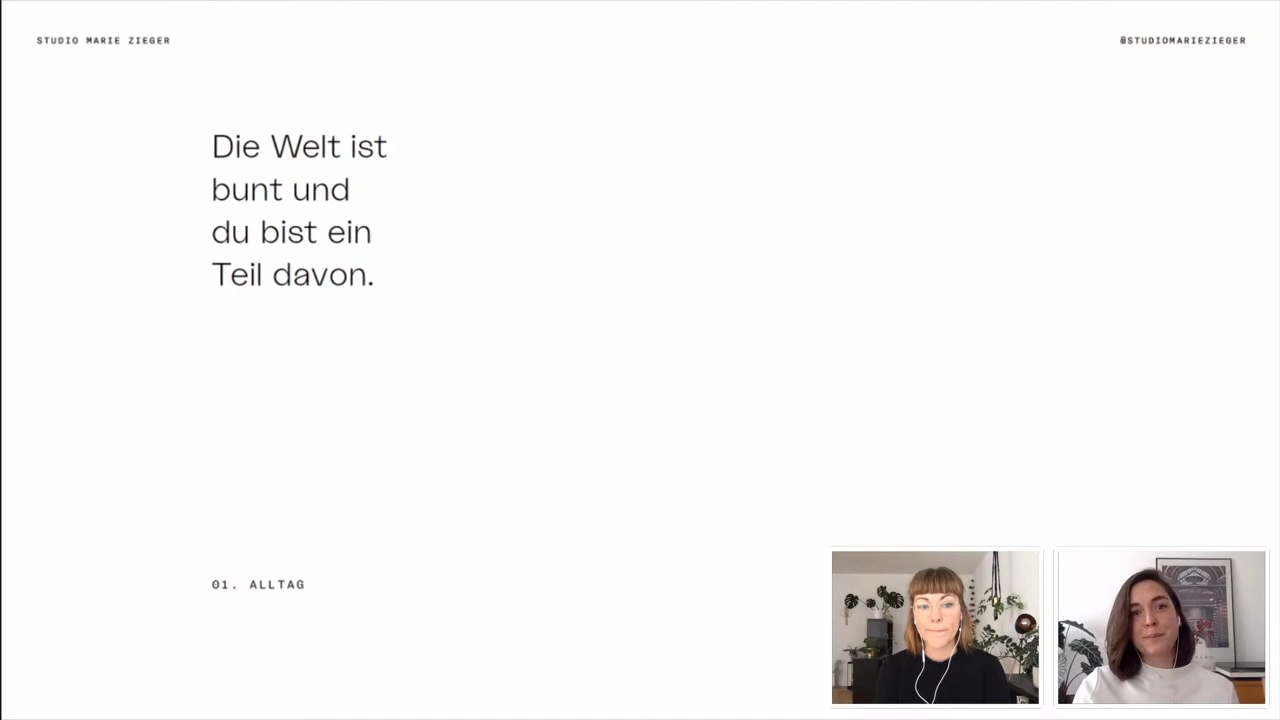 STUDIO MARIE ZIEGER
@STUDIOMARIEZIEGER
Die Welt ist
bunt und
du bist ein
Teil davon.
01. ALLTAG